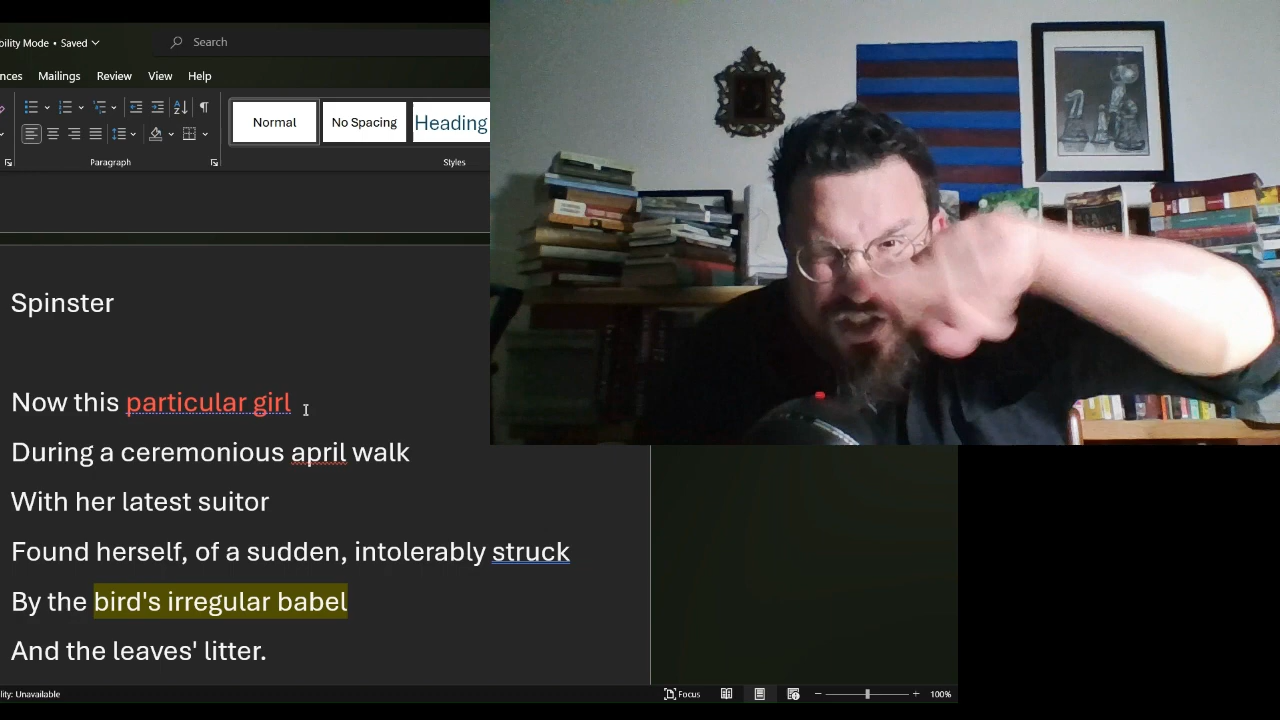 bility Mode • Saved
Search
nces Mailings Review View Help
Normal
No Spacing
Heading
Paragraph
Styles
Spinster
Now this particular girl
During a ceremonious april walk
With her latest suitor
Found herself, of a sudden, intolerably struck
By the bird's irregular babel
And the leaves' litter.
lity: Unavailable
Focus
100%